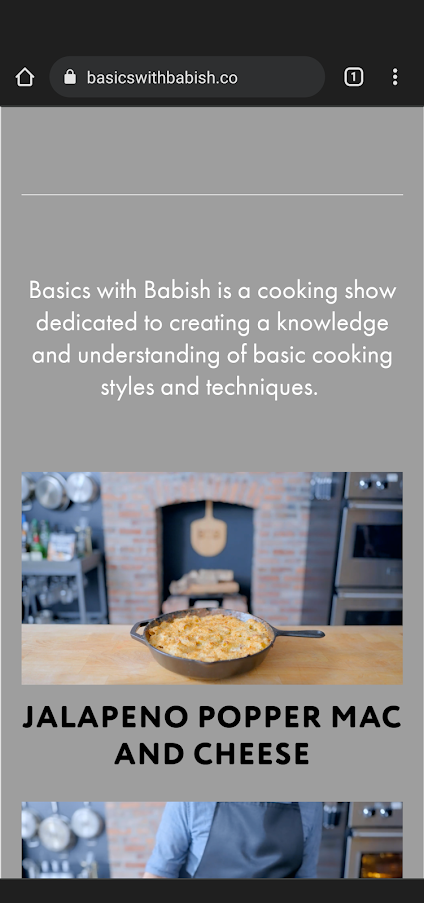 basicswithbabish.co
1
Basics with Babish is a cooking show
dedicated to creating a knowledge
and understanding of basic cooking
styles and techniques.
JALAPENO POPPER MAC
AND CHEESE